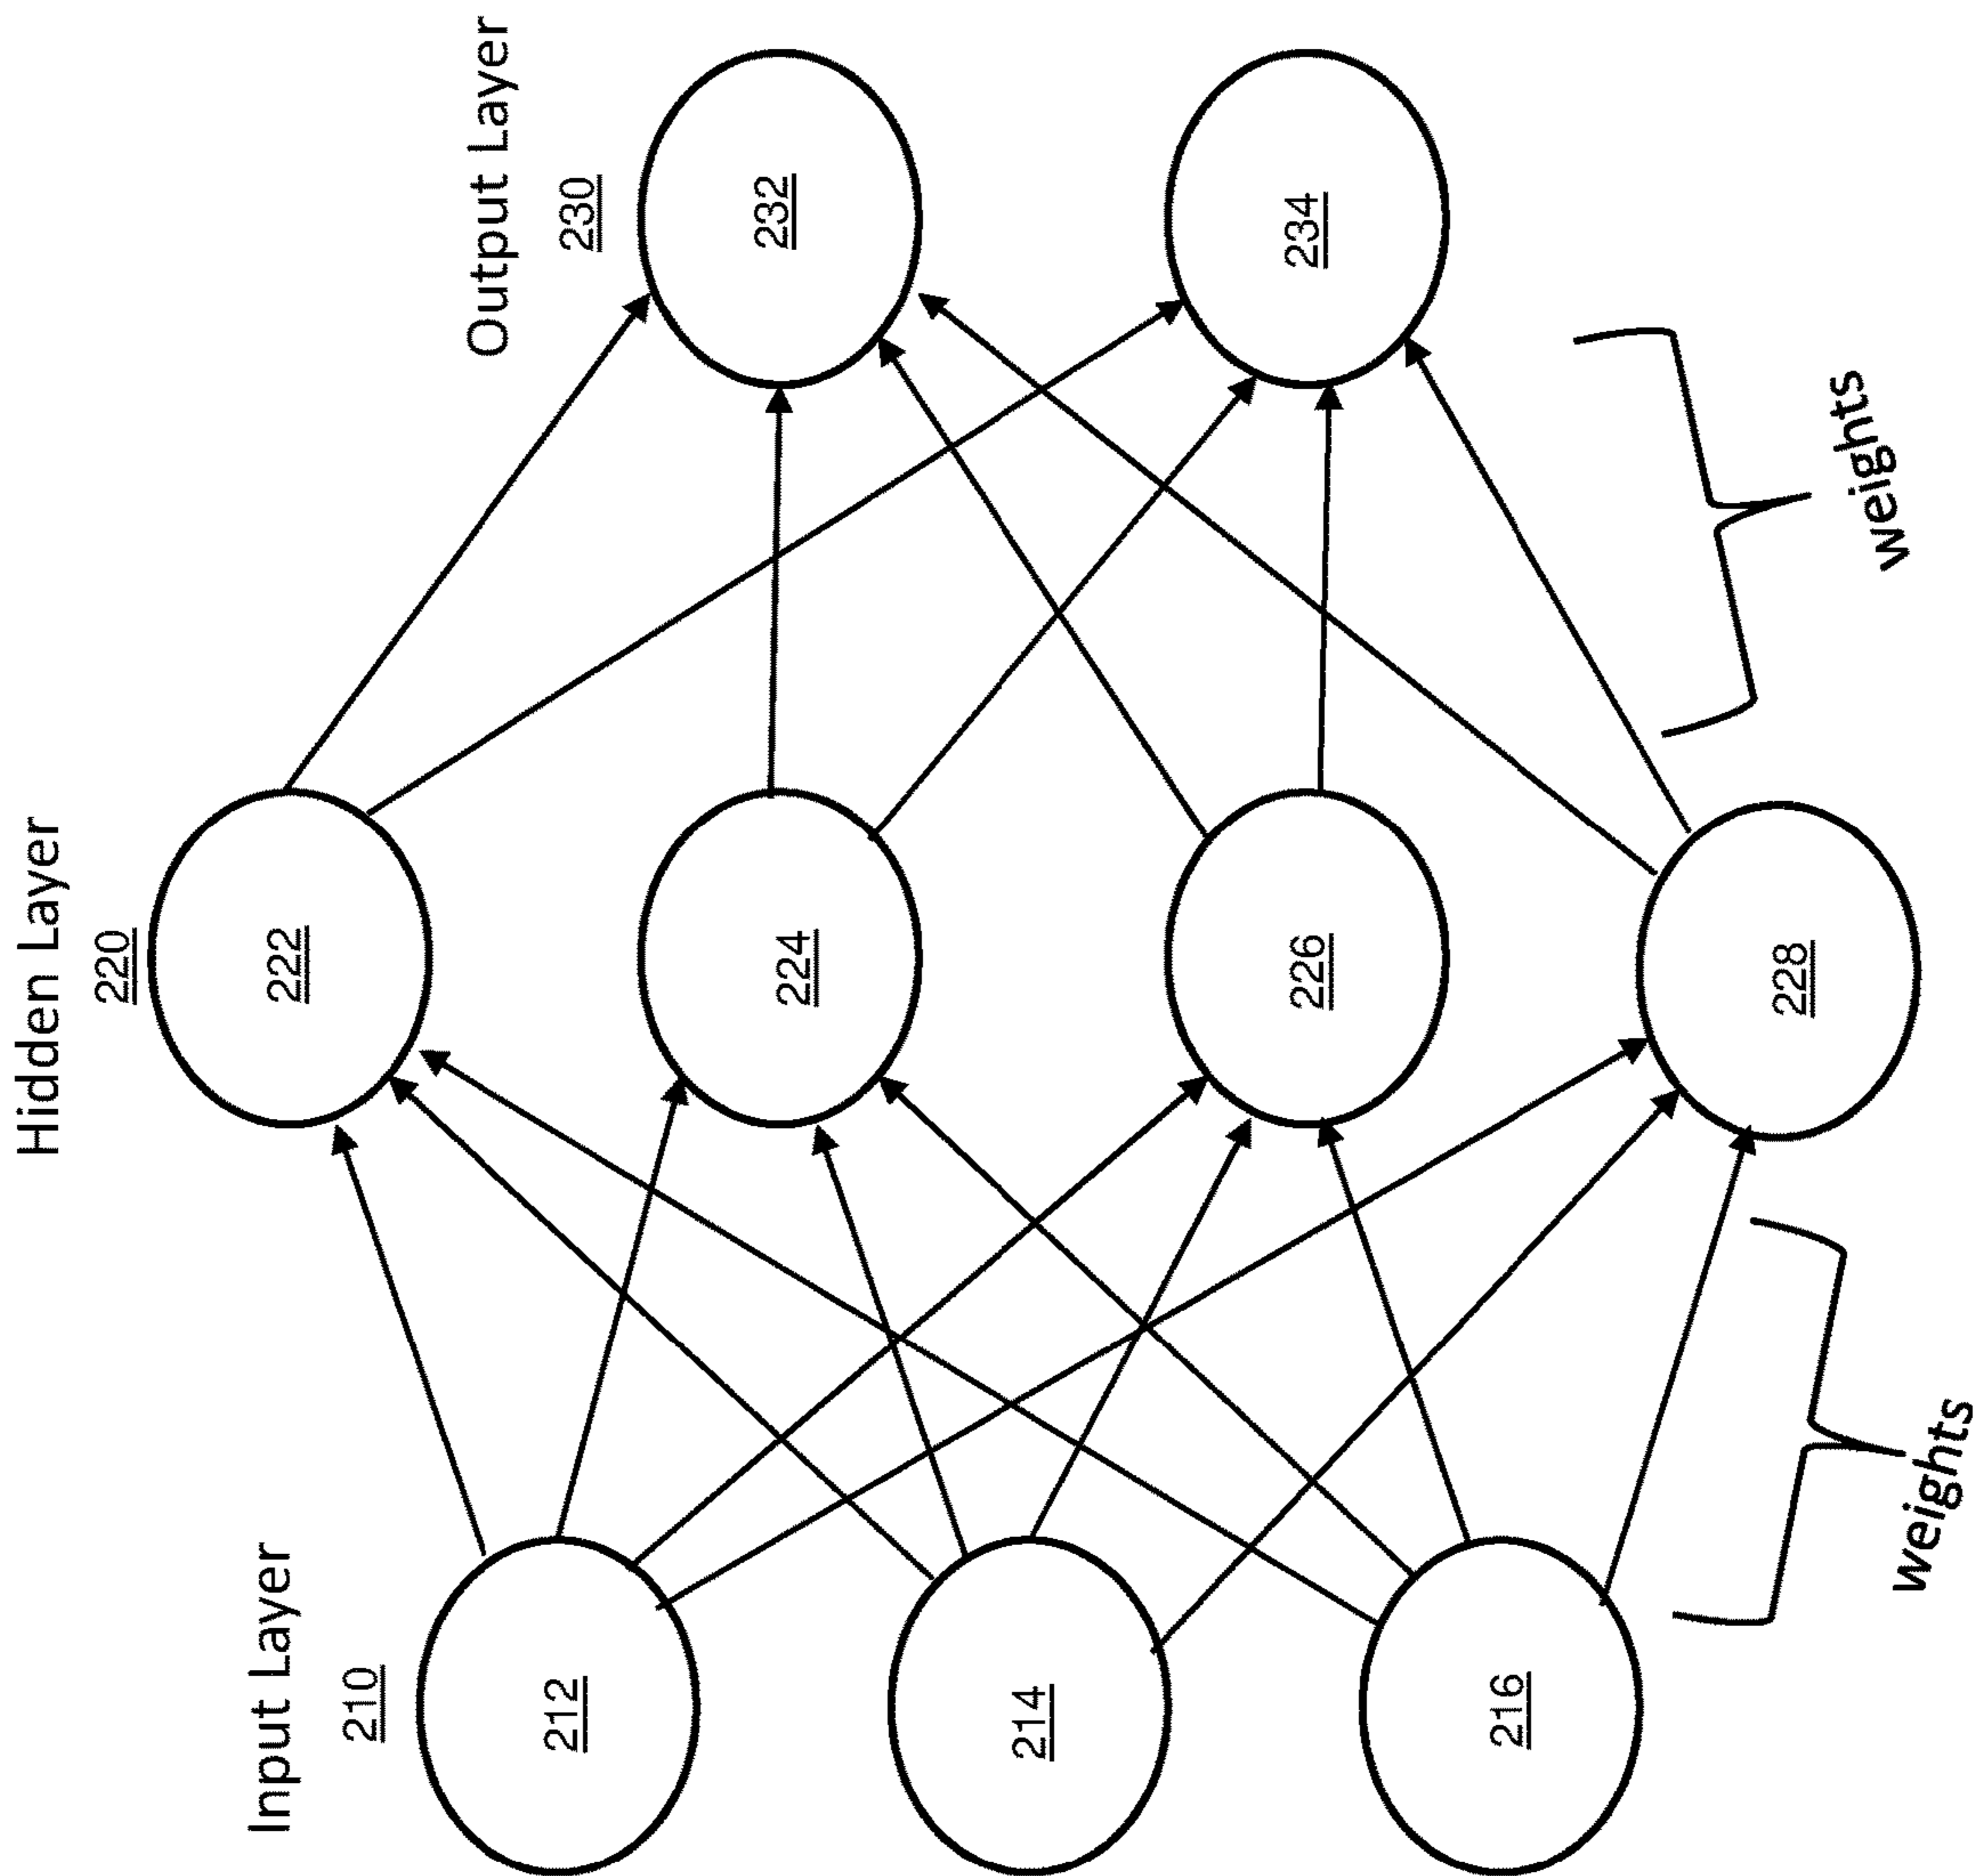 Input Layer
210
212
214
216
weights
Hidden Layer
220
222
224
226
228
weights
Output Layer
230
232
234